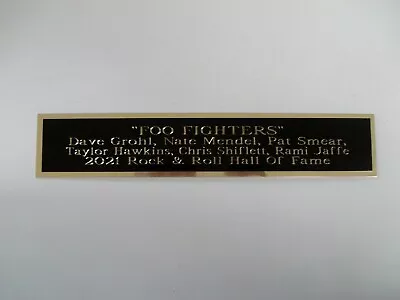 "FOO FIGHTERS"
Dave Grohl, Nate Mendel, Pat Smear,
Taylor Hawkins, Chris Shiflett, Rami Jaffe
2021 Rock & Roll Hall Of Fame